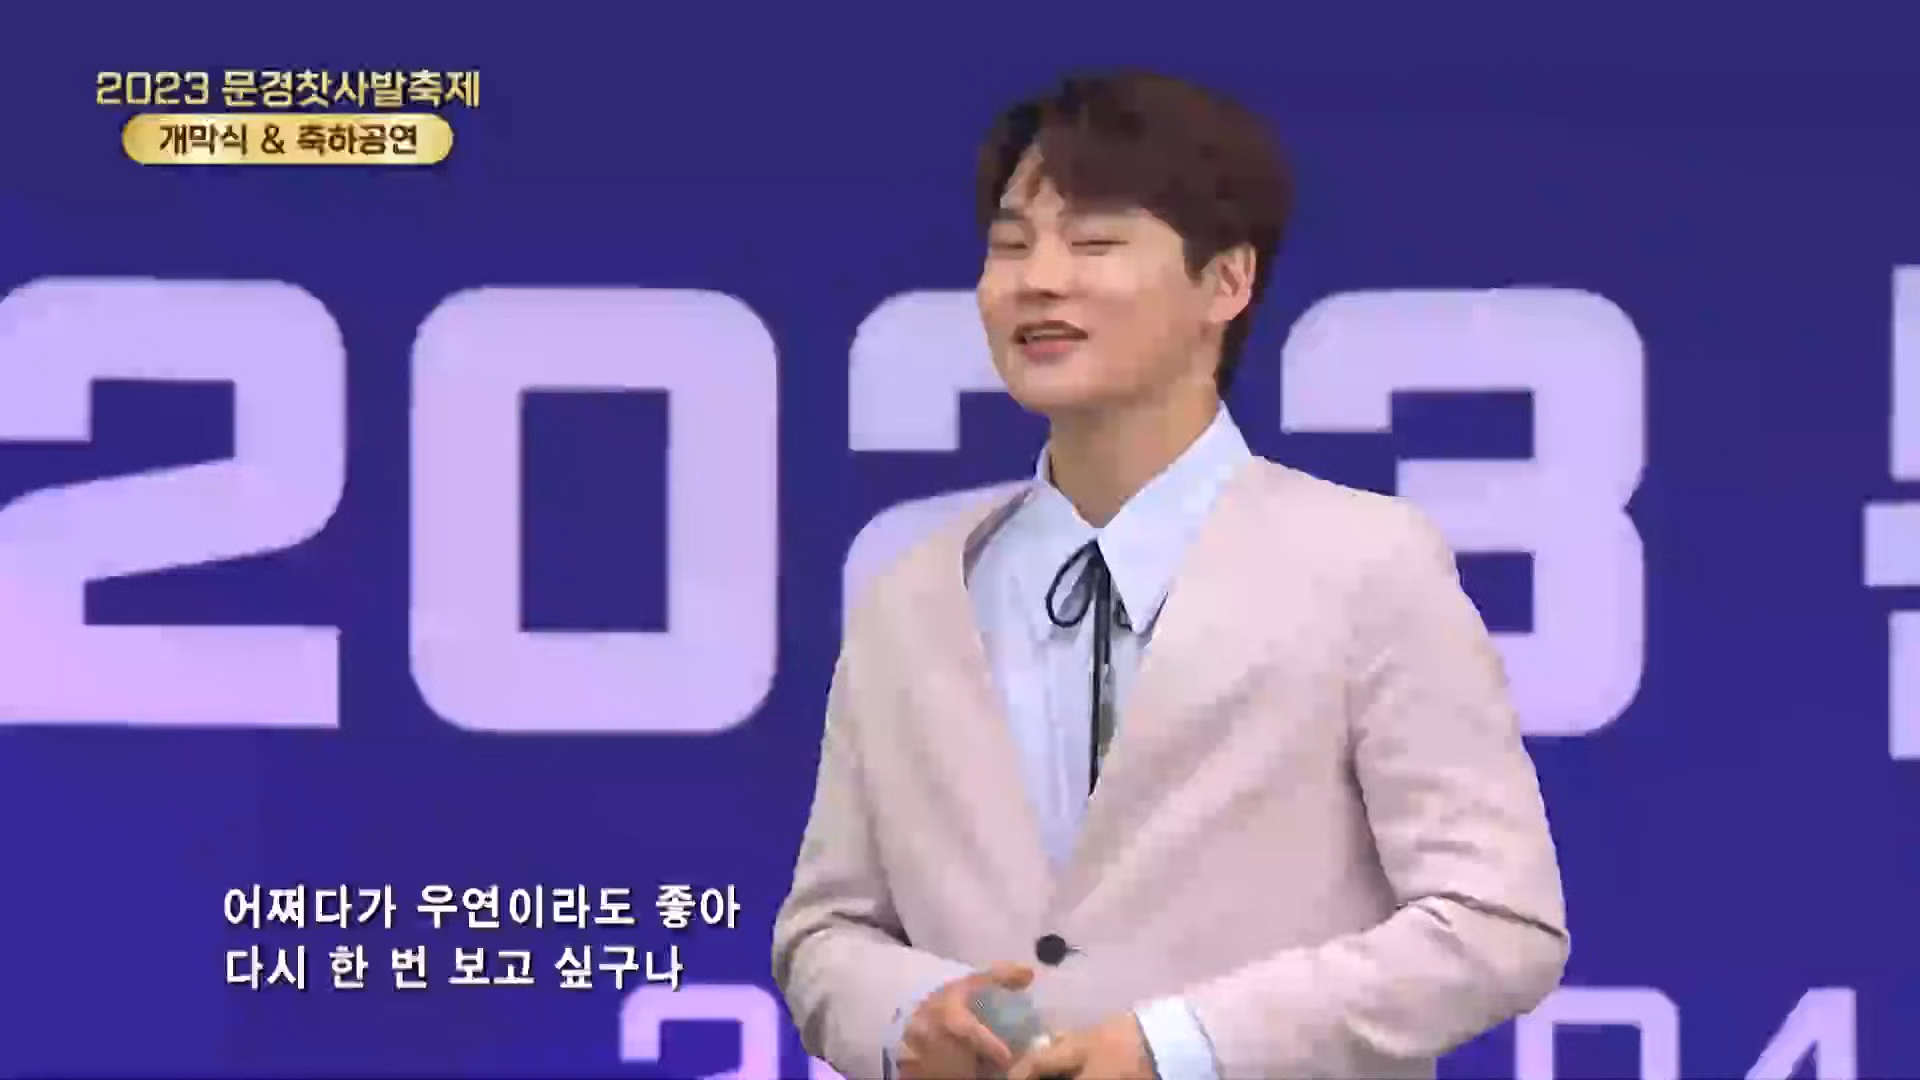 2023 문경찻사발축제
개막식 & 축하공연
2023
어쩌다가 우연이라도 좋아
다시 한 번 보고 싶구나